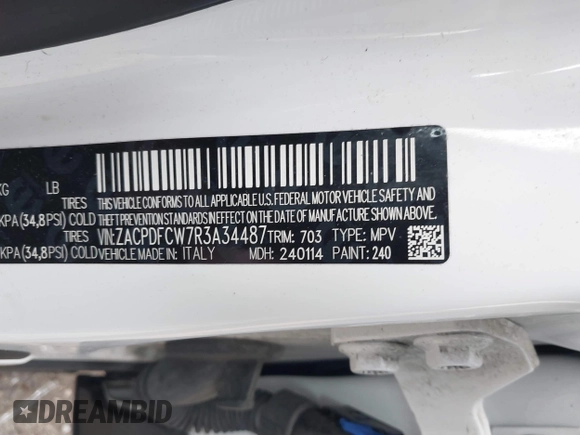 KG LB
TIRES
KPA(34,8PSI) COLD
TIRES
KPA(34,8PSI) COLD
THIS VEHICLE CONFORMS TO ALL APPLICABLE U.S. FEDERAL MOTOR VEHICLE SAFETY AND
THEFT PREVENTION STANDARDS IN EFFECT ON THE DATE OF MANUFACTURE SHOWN ABOVE
VIN:ZACPDFCW7R3A34487 TRIM: 703 TYPE: MPV
VEHICLE MADE IN: ITALY MDH: 240114 PAINT: 240
DREAMBID